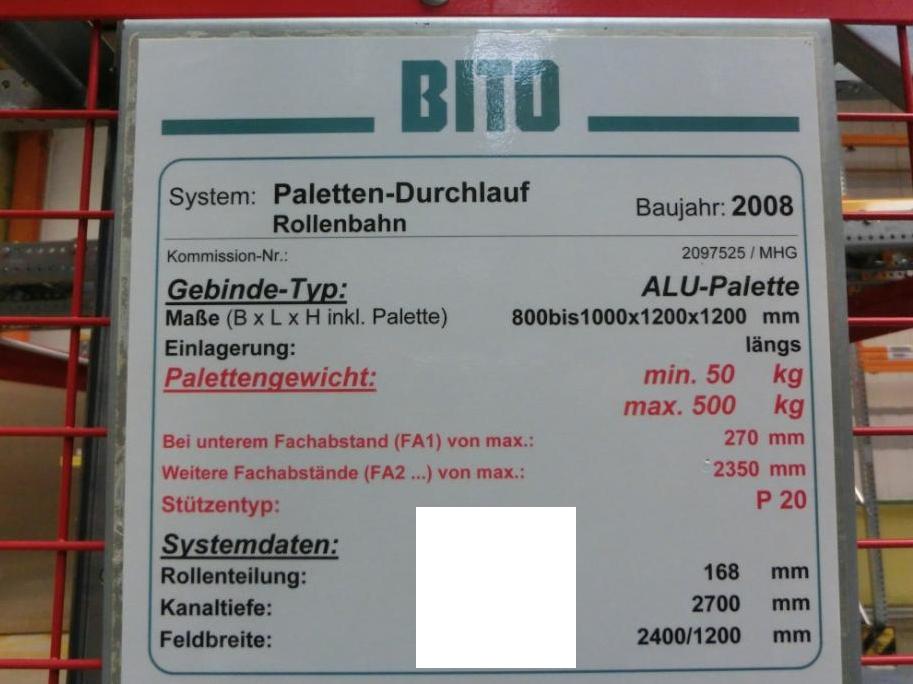 BITO
System: Paletten-Durchlauf
Rollenbahn
Baujahr: 2008
Kommission-Nr.: 2097525 / MHG
Gebinde-Typ: ALU-Palette
Maße (B x L x H inkl. Palette) 800bis1000x1200x1200 mm
Einlagerung: längs
Palettengewicht: min. 50 kg
max. 500 kg
Bei unterem Fachabstand (FA1) von max.: 270 mm
Weitere Fachabstände (FA2 ...) von max.: 2350 mm
Stützentyp: P 20
Systemdaten:
Rollenteilung: 168 mm
Kanaltiefe: 2700 mm
Feldbreite: 2400/1200 mm